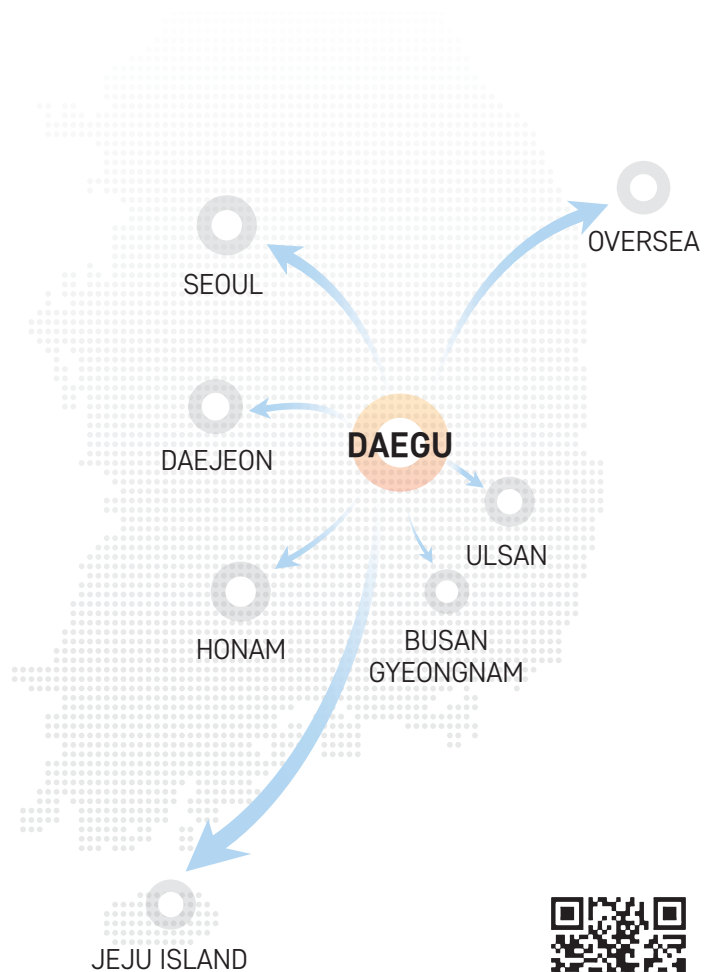 OVERSEA
SEOUL
DAEGU
DAEJEON
ULSAN
BUSAN
GYEONGNAM
HONAM
JEJU ISLAND